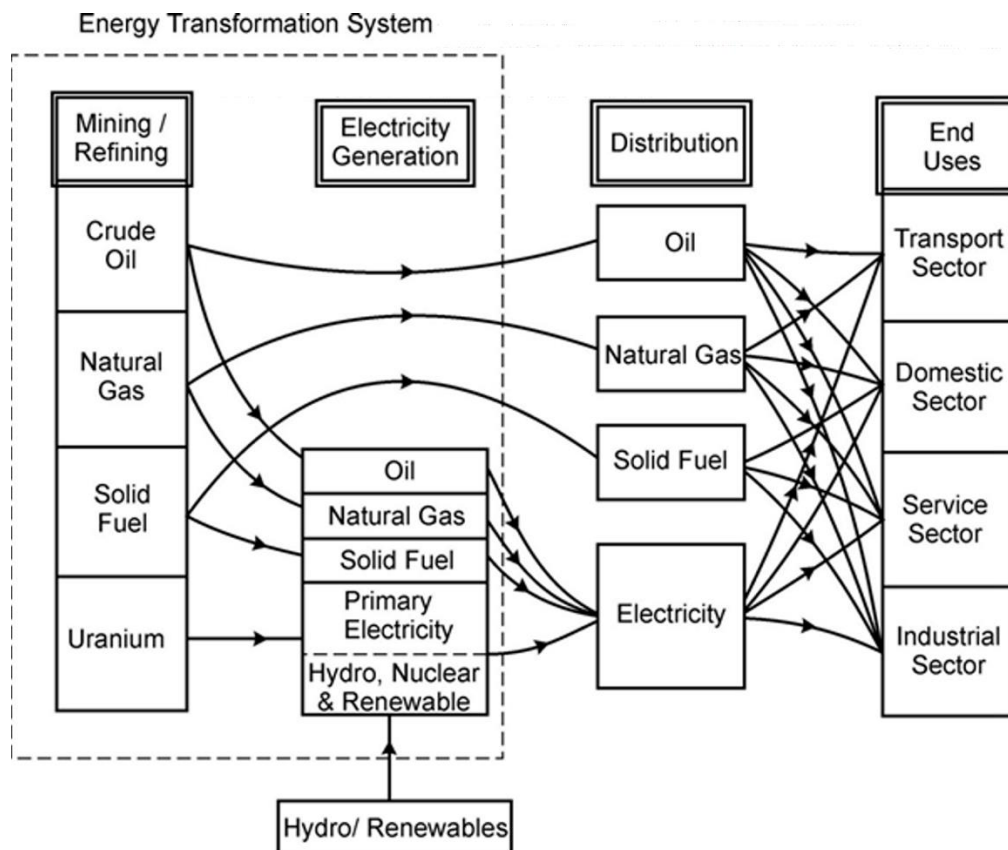 Energy Transformation System
Mining /
Refining
Electricity
Generation
Distribution
End
Uses
Crude
Oil
Natural
Gas
Solid
Fuel
Uranium
Oil
Natural Gas
Solid Fuel
Primary
Electricity
Hydro, Nuclear
& Renewable
Hydro/ Renewables
Oil
Natural Gas
Solid Fuel
Electricity
Transport
Sector
Domestic
Sector
Service
Sector
Industrial
Sector